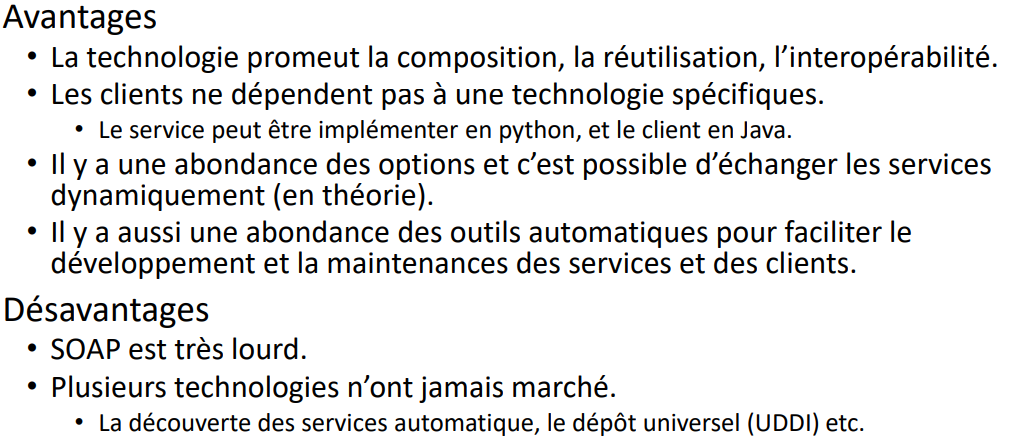 Avantages
• La technologie promeut la composition, la réutilisation, l’interopérabilité.
• Les clients ne dépendent pas à une technologie spécifiques.
• Le service peut être implémenter en python, et le client en Java.
• Il y a une abondance des options et c’est possible d’échanger les services
dynamiquement (en théorie).
• Il y a aussi une abondance des outils automatiques pour faciliter le
développement et la maintenances des services et des clients.
Désavantages
• SOAP est très lourd.
• Plusieurs technologies n’ont jamais marché.
• La découverte des services automatique, le dépôt universel (UDDI) etc.